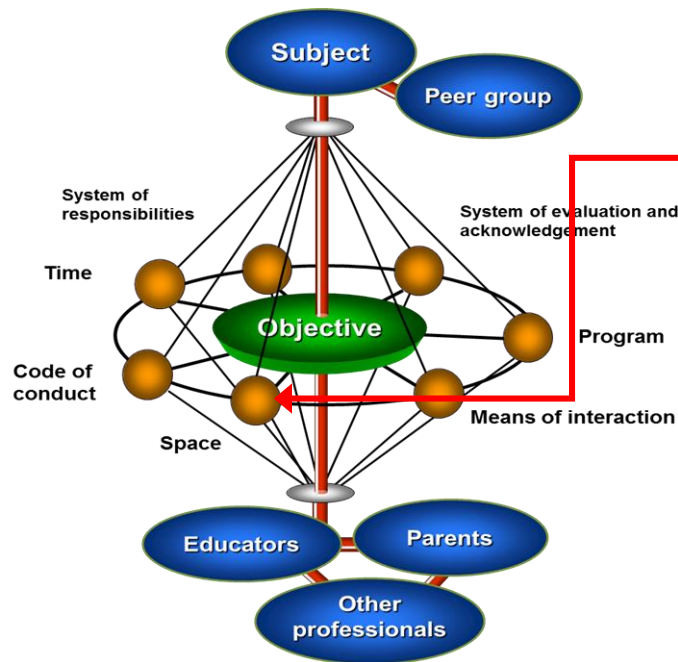 Subject
Peer group
System of
responsibilities
System of evaluation and
acknowledgement
Time
Objective
Program
Code of
conduct
Means of interaction
Space
Educators
Parents
Other
professionals